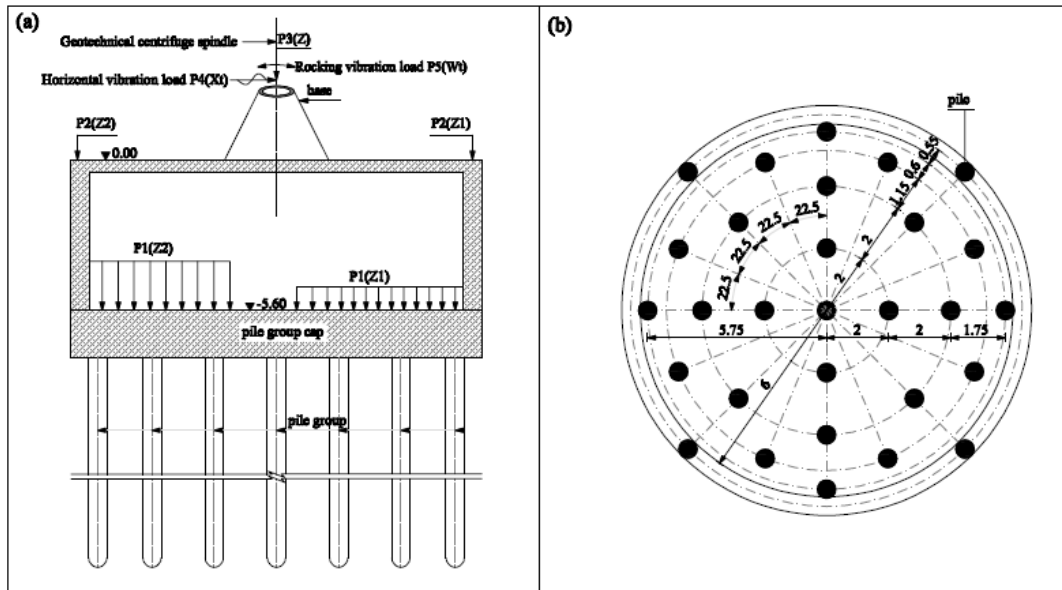 (a)
P3(Z)
Geotechnical centrifuge spindle
Rocking vibration load P5(Wt)
Horizontal vibration load P4(Xt)
base
P2(Z2)
P2(Z1)
0.00
P1(Z2)
P1(Z1)
-5.60
pile group cap
pile group
(b)
pile
0.55
0.6
1.15
22.5
22.5
22.5
22.5
2
2
5.75
2
2
1.75
6